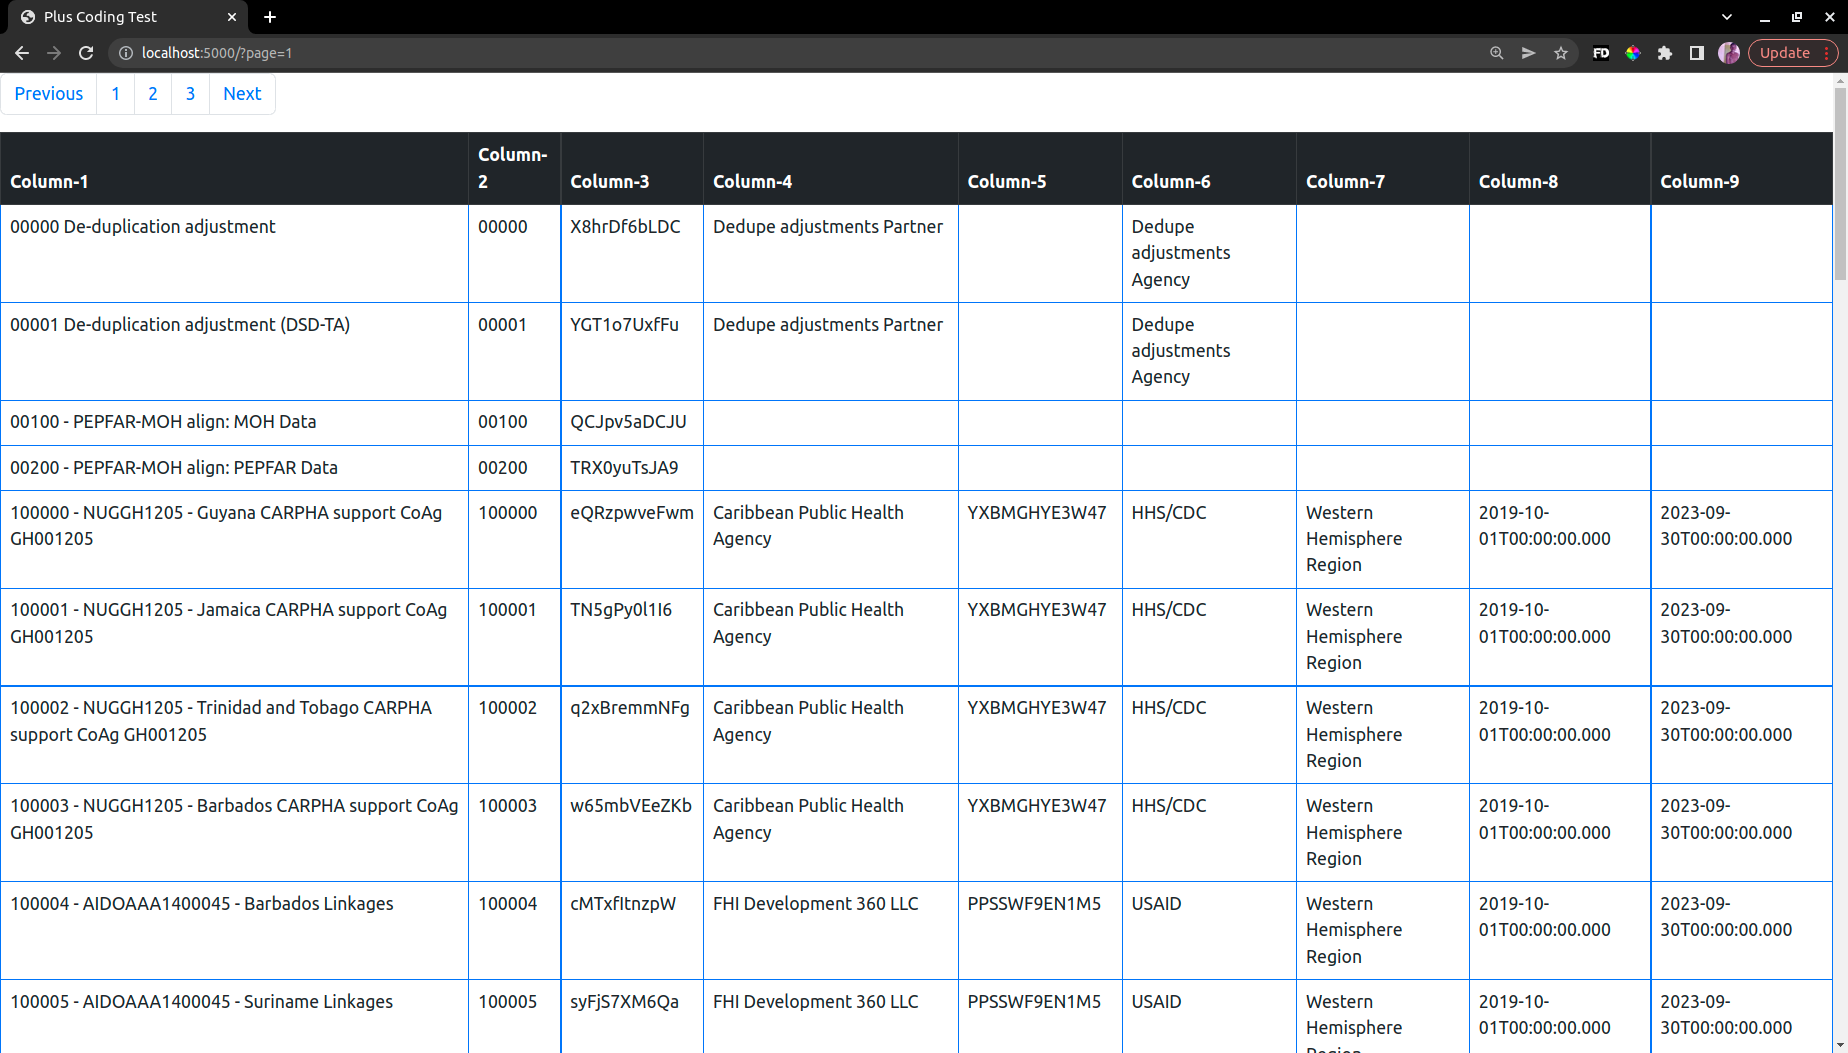 Plus Coding Test
localhost:5000/?page=1
FD
Update
Previous 1 2 3 Next
Column-1 Column-2 Column-3 Column-4 Column-5 Column-6 Column-7 Column-8 Column-9
00000 De-duplication adjustment 00000 X8hrDf6bLDC Dedupe adjustments Partner Dedupe
adjustments
Agency
00001 De-duplication adjustment (DSD-TA) 00001 YGT1o7UxfFu Dedupe adjustments Partner Dedupe
adjustments
Agency
00100 - PEPFAR-MOH align: MOH Data 00100 QCJpv5aDCJU
00200 - PEPFAR-MOH align: PEPFAR Data 00200 TRX0yuTsJA9
100000 - NUGGH1205 - Guyana CARPHA support CoAg 100000 eQRzpwveFwm Caribbean Public Health YXBMGHYE3W47 HHS/CDC Western 2019-10- 2023-09-
GH001205 Agency Hemisphere 01T00:00:00.000 30T00:00:00.000
Region
100001 - NUGGH1205 - Jamaica CARPHA support CoAg 100001 TN5gPy0l1I6 Caribbean Public Health YXBMGHYE3W47 HHS/CDC Western 2019-10- 2023-09-
GH001205 Agency Hemisphere 01T00:00:00.000 30T00:00:00.000
Region
100002 - NUGGH1205 - Trinidad and Tobago CARPHA 100002 q2xBremmNFg Caribbean Public Health YXBMGHYE3W47 HHS/CDC Western 2019-10- 2023-09-
support CoAg GH001205 Agency Hemisphere 01T00:00:00.000 30T00:00:00.000
Region
100003 - NUGGH1205 - Barbados CARPHA support CoAg 100003 w65mbVEeZKb Caribbean Public Health YXBMGHYE3W47 HHS/CDC Western 2019-10- 2023-09-
GH001205 Agency Hemisphere 01T00:00:00.000 30T00:00:00.000
Region
100004 - AIDOAAA1400045 - Barbados Linkages 100004 cMTxfItnzpW FHI Development 360 LLC PPSSWF9EN1M5 USAID Western 2019-10- 2023-09-
Hemisphere 01T00:00:00.000 30T00:00:00.000
Region
100005 - AIDOAAA1400045 - Suriname Linkages 100005 syFjS7XM6Qa FHI Development 360 LLC PPSSWF9EN1M5 USAID Western 2019-10- 2023-09-
Hemisphere 01T00:00:00.000 30T00:00:00.000
Region